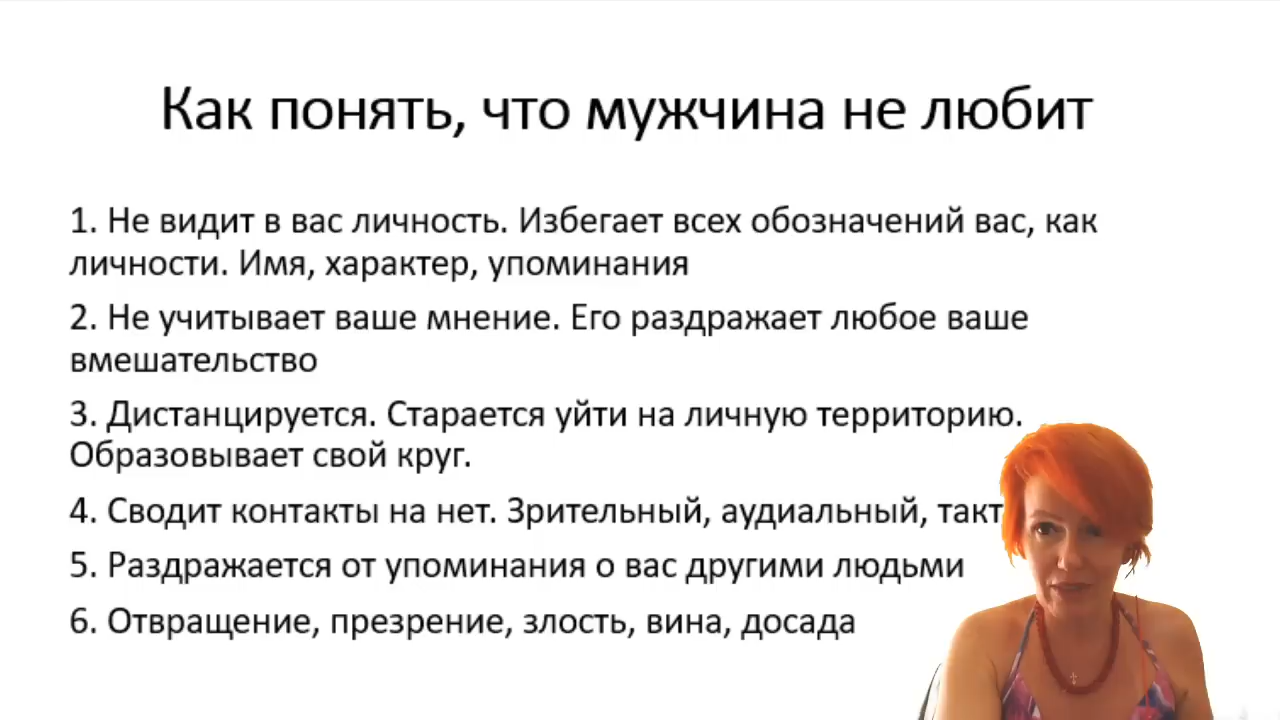 Как понять, что мужчина не любит
1. Не видит в вас личность. Избегает всех обозначений вас, как
личности. Имя, характер, упоминания
2. Не учитывает ваше мнение. Его раздражает любое ваше
вмешательство
3. Дистанцируется. Старается уйти на личную территорию.
Образовывает свой круг.
4. Сводит контакты на нет. Зрительный, аудиальный,
5. Раздражается от упоминания о вас другими людьми
6. Отвращение, презрение, злость, вина, досада